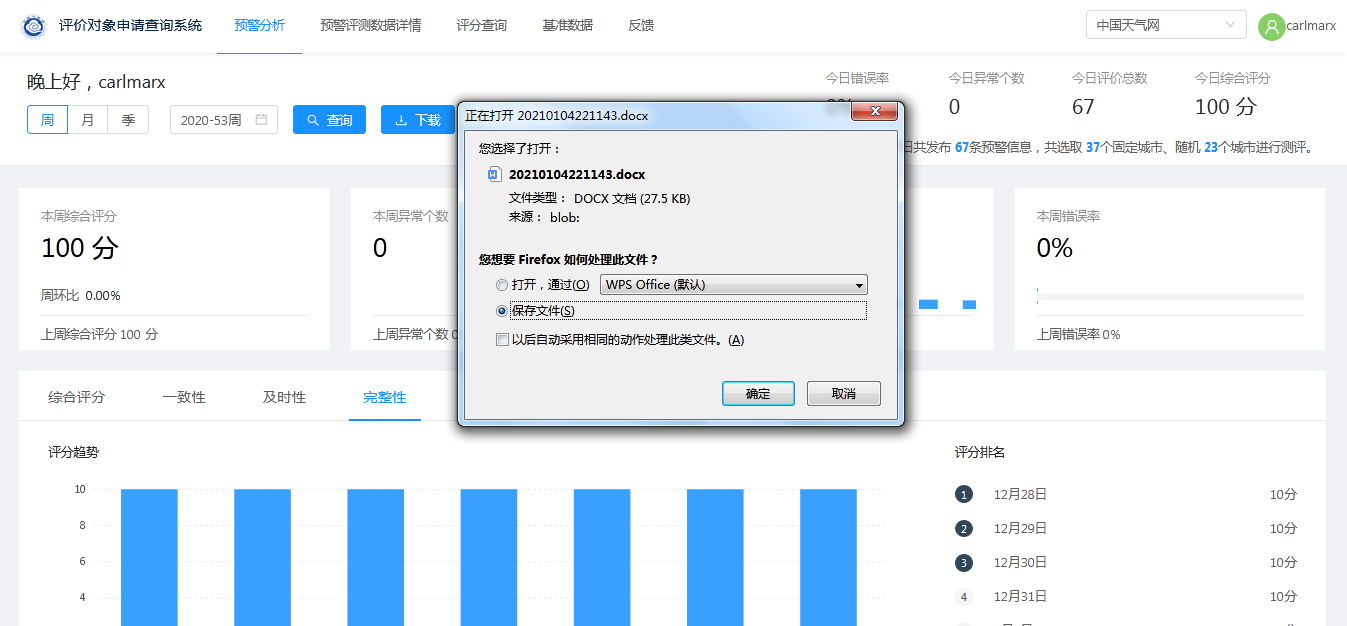 评价对象申请查询系统 预警分析 预警评测数据详情 评分查询 基准数据 反馈 中国天气网 carlmarx
晚上好，carlmarx
今日错误率 今日异常个数 今日评价总数 今日综合评分
0 67 100 分
周 月 季 2020-53周 查询 下载
日共发布 67条预警信息，共选取 37个固定城市、随机 23个城市进行测评。
正在打开 20210104221143.docx
您选择了打开：
20210104221143.docx
文件类型： DOCX 文档 (27.5 KB)
来源： blob:
您想要 Firefox 如何处理此文件？
打开，通过(O) WPS Office (默认)
保存文件(S)
以后自动采用相同的动作处理此类文件。(A)
确定 取消
本周综合评分
100 分
周环比 0.00%
上周综合评分 100 分
本周异常个数
0
上周异常个数 0
本周错误率
0%
上周错误率 0%
综合评分 一致性 及时性 完整性
评分趋势
10
8
6
4
评分排名
1 12月28日 10分
2 12月29日 10分
3 12月30日 10分
4 12月31日 10分